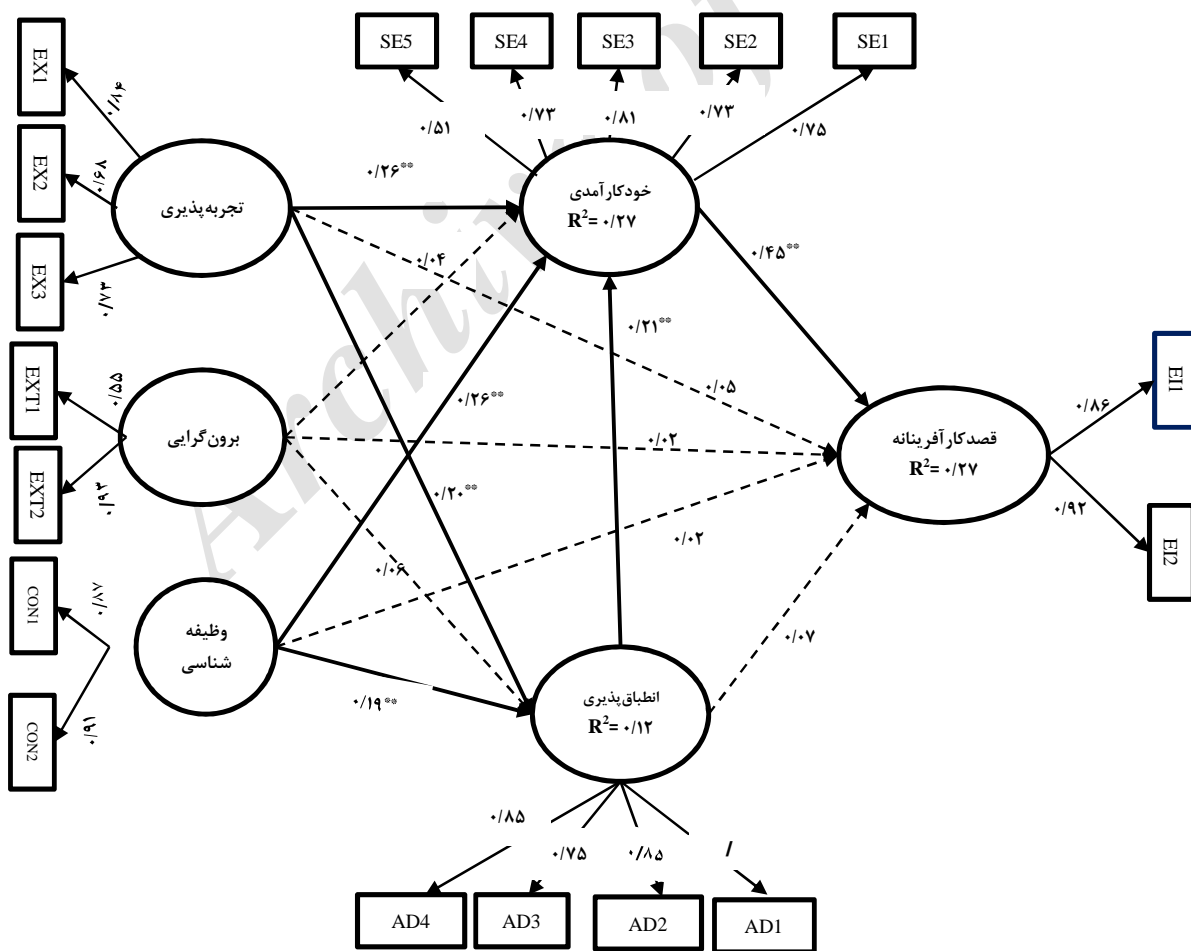 SE5
SE4
SE3
SE2
SE1
۰/۵۱
۰/۷۳
۰/۸۱
۰/۷۳
۰/۷۵
EX1
EX2
EX3
۰/۸۴
۰/۶۸
۰/۷۳
تجربه‌پذیری
۰/۲۶**
خودکارآمدی
R²= ۰/۲۷
۰/۰۴
۰/۴۵**
۰/۲۱**
۰/۰۵
EXT1
EXT2
۰/۵۵
۰/۹۳
برون‌گرایی
۰/۲۶**
۰/۰۲
قصدکارآفرینانه
R²= ۰/۲۷
۰/۸۶
۰/۹۲
EI1
EI2
۰/۲۰**
۰/۰۶
۰/۰۲
۰/۰۷
CON1
CON2
۰/۸۷
۰/۹۱
وظیفه
شناسی
۰/۱۹**
انطباق‌پذیری
R²= ۰/۱۲
۰/۸۵
۰/۷۵
۰/۸۵
/
AD4
AD3
AD2
AD1